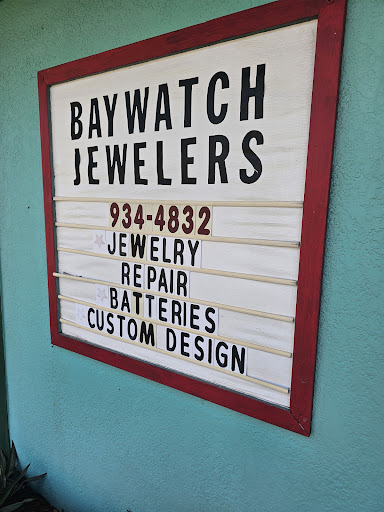 BAYWATCH
JEWELERS
934-4832
JEWELRY
REPAIR
BATTERIES
CUSTOM DESIGN